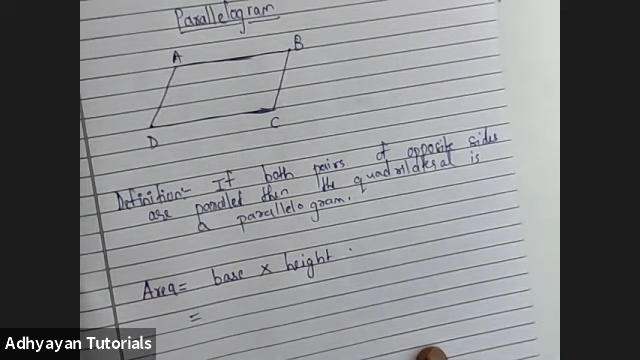 Parallelogram
A
B
D
C
Definition:- If both pairs of opposite sides
are parallel then the quadrilateral is
a parallelogram.
Area = base x height.
=
Adhyayan Tutorials